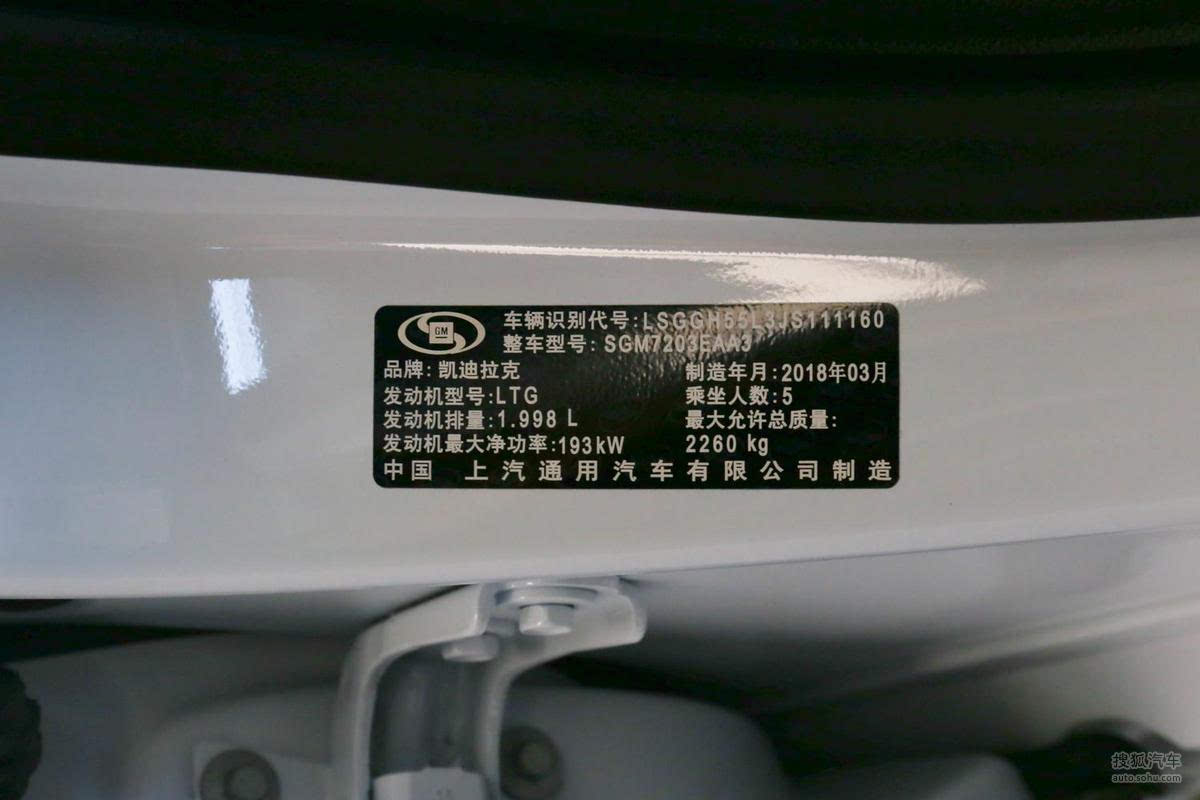 GM
车辆识别代号:LSGGH55L3JS111160
整车型号: SGM7203EAA3
品牌: 凯迪拉克 制造年月:2018年03月
发动机型号:LTG 乘坐人数:5
发动机排量:1.998 L 最大允许总质量:
发动机最大净功率:193kW 2260 kg
中国 上汽通用汽车有限公司制造
搜狐汽车
auto.sohu.com